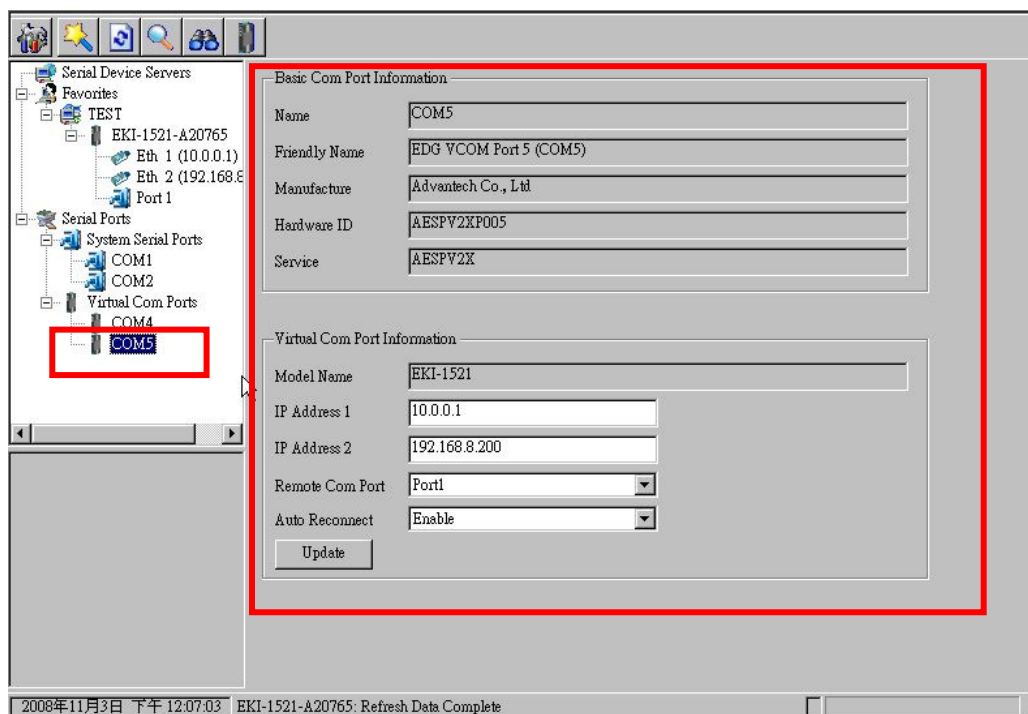 Serial Device Servers
Favorites
TEST
EKI-1521-A20765
Eth 1 (10.0.0.1)
Eth 2 (192.168.8
Port 1
Serial Ports
System Serial Ports
COM1
COM2
Virtual Com Ports
COM4
COM5
Basic Com Port Information
Name COM5
Friendly Name EDG VCOM Port 5 (COM5)
Manufacture Advantech Co., Ltd
Hardware ID AESPV2XP005
Service AESPV2X
Virtual Com Port Information
Model Name EKI-1521
IP Address 1 10.0.0.1
IP Address 2 192.168.8.200
Remote Com Port Port1
Auto Reconnect Enable
Update
2008年11月3日 下午 12:07:03 EKI-1521-A20765: Refresh Data Complete